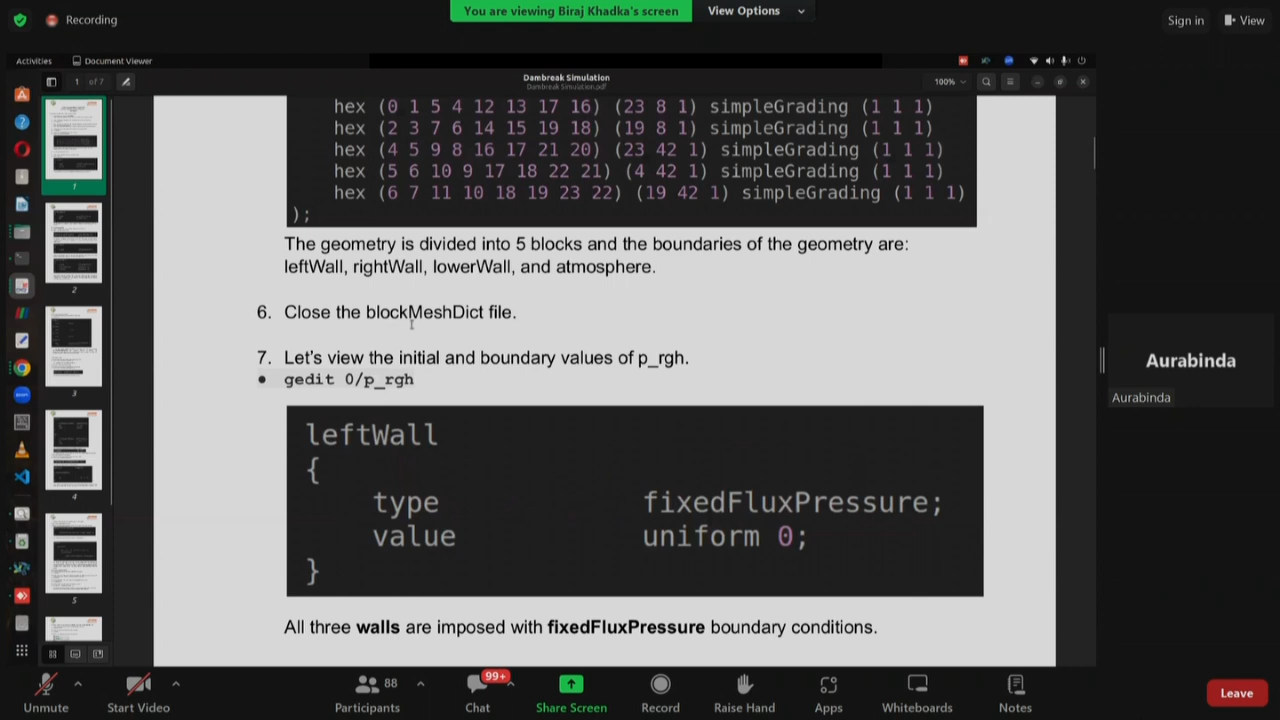 You are viewing Biraj Khadka's screen
View Options
Recording
Sign in
View
Activities
Document Viewer
1 of 7
Dambreak Simulation
Dambreak Simulation.pdf
100%
hex (0 1 5 4 12 13 17 16) (23 8 1) simpleGrading (1 1 1)
hex (2 3 7 6 14 15 19 18) (19 8 1) simpleGrading (1 1 1)
hex (4 5 9 8 16 17 21 20) (23 42 1) simpleGrading (1 1 1)
hex (5 6 10 9 17 18 22 21) (4 42 1) simpleGrading (1 1 1)
hex (6 7 11 10 18 19 23 22) (19 42 1) simpleGrading (1 1 1)
);
The geometry is divided into 5 blocks and the boundaries of the geometry are:
leftWall, rightWall, lowerWall, and atmosphere.
6. Close the blockMeshDict file.
7. Let's view the initial and boundary values of p_rgh.
● gedit 0/p_rgh
leftWall
{
type fixedFluxPressure;
value uniform 0;
}
All three walls are imposed with fixedFluxPressure boundary conditions.
1
2
3
4
5
Aurabinda
Aurabinda
Unmute
Start Video
88
Participants
99+
Chat
Share Screen
Record
Raise Hand
Apps
Whiteboards
Notes
Leave